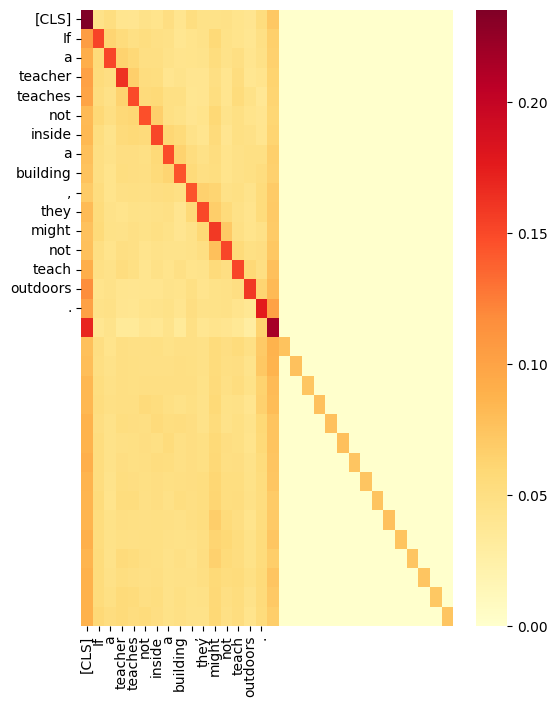 [CLS]
If
a
teacher
teaches
not
inside
a
building
,
they
might
not
teach
outdoors
.
[CLS]
If
a
teacher
teaches
not
inside
a
building
,
they
might
not
teach
outdoors
.
0.20
0.15
0.10
0.05
0.00